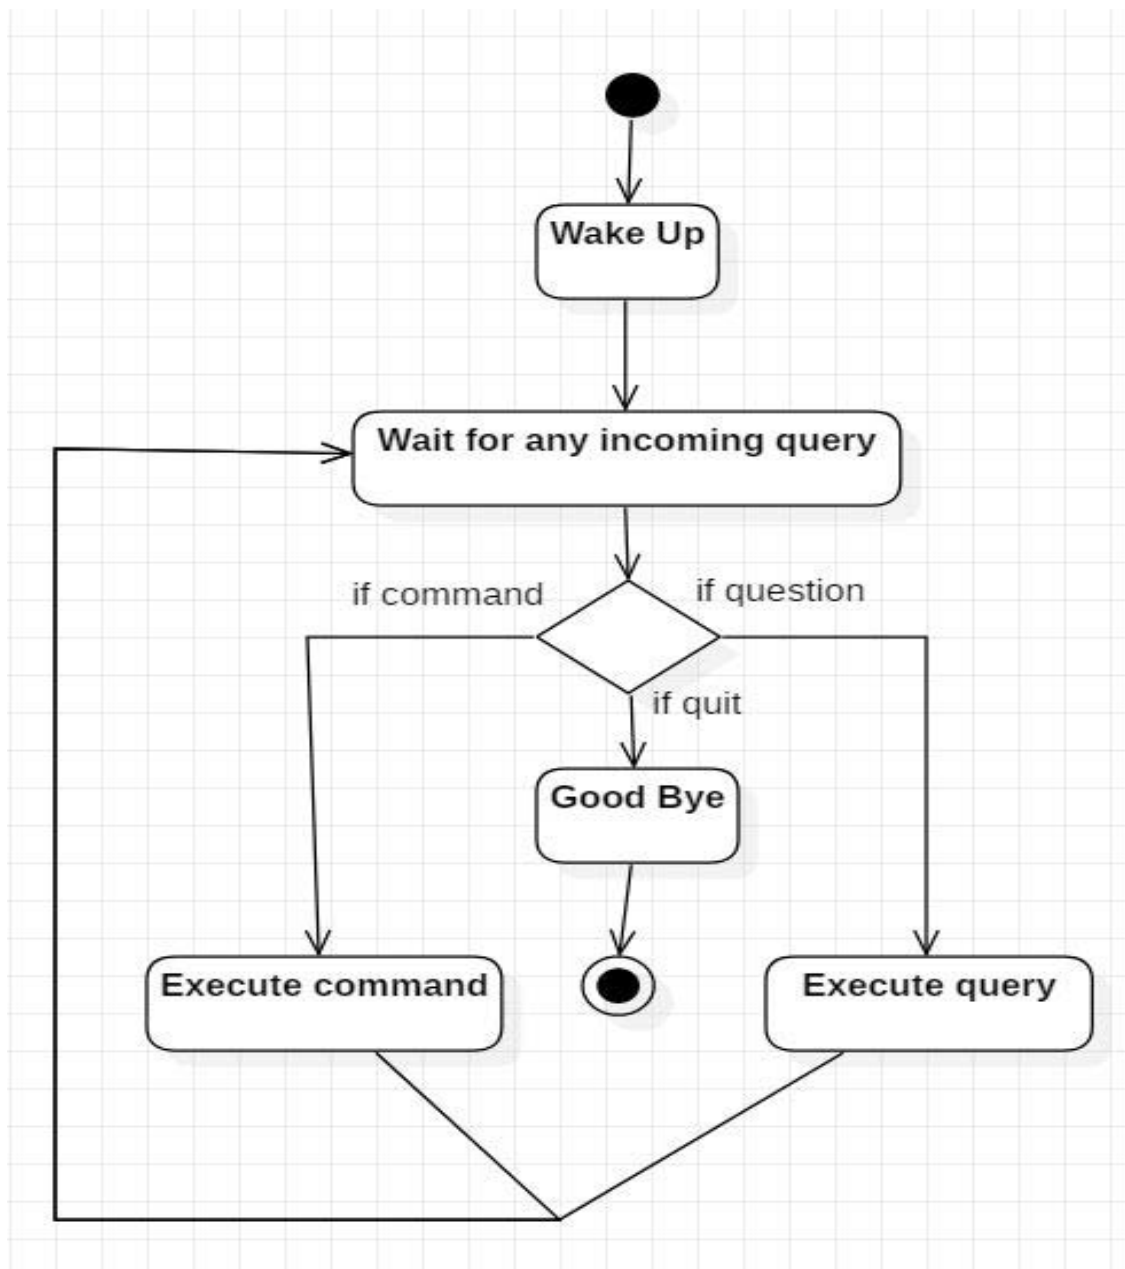 Wake Up
Wait for any incoming query
if command
if question
if quit
Good Bye
Execute command
Execute query